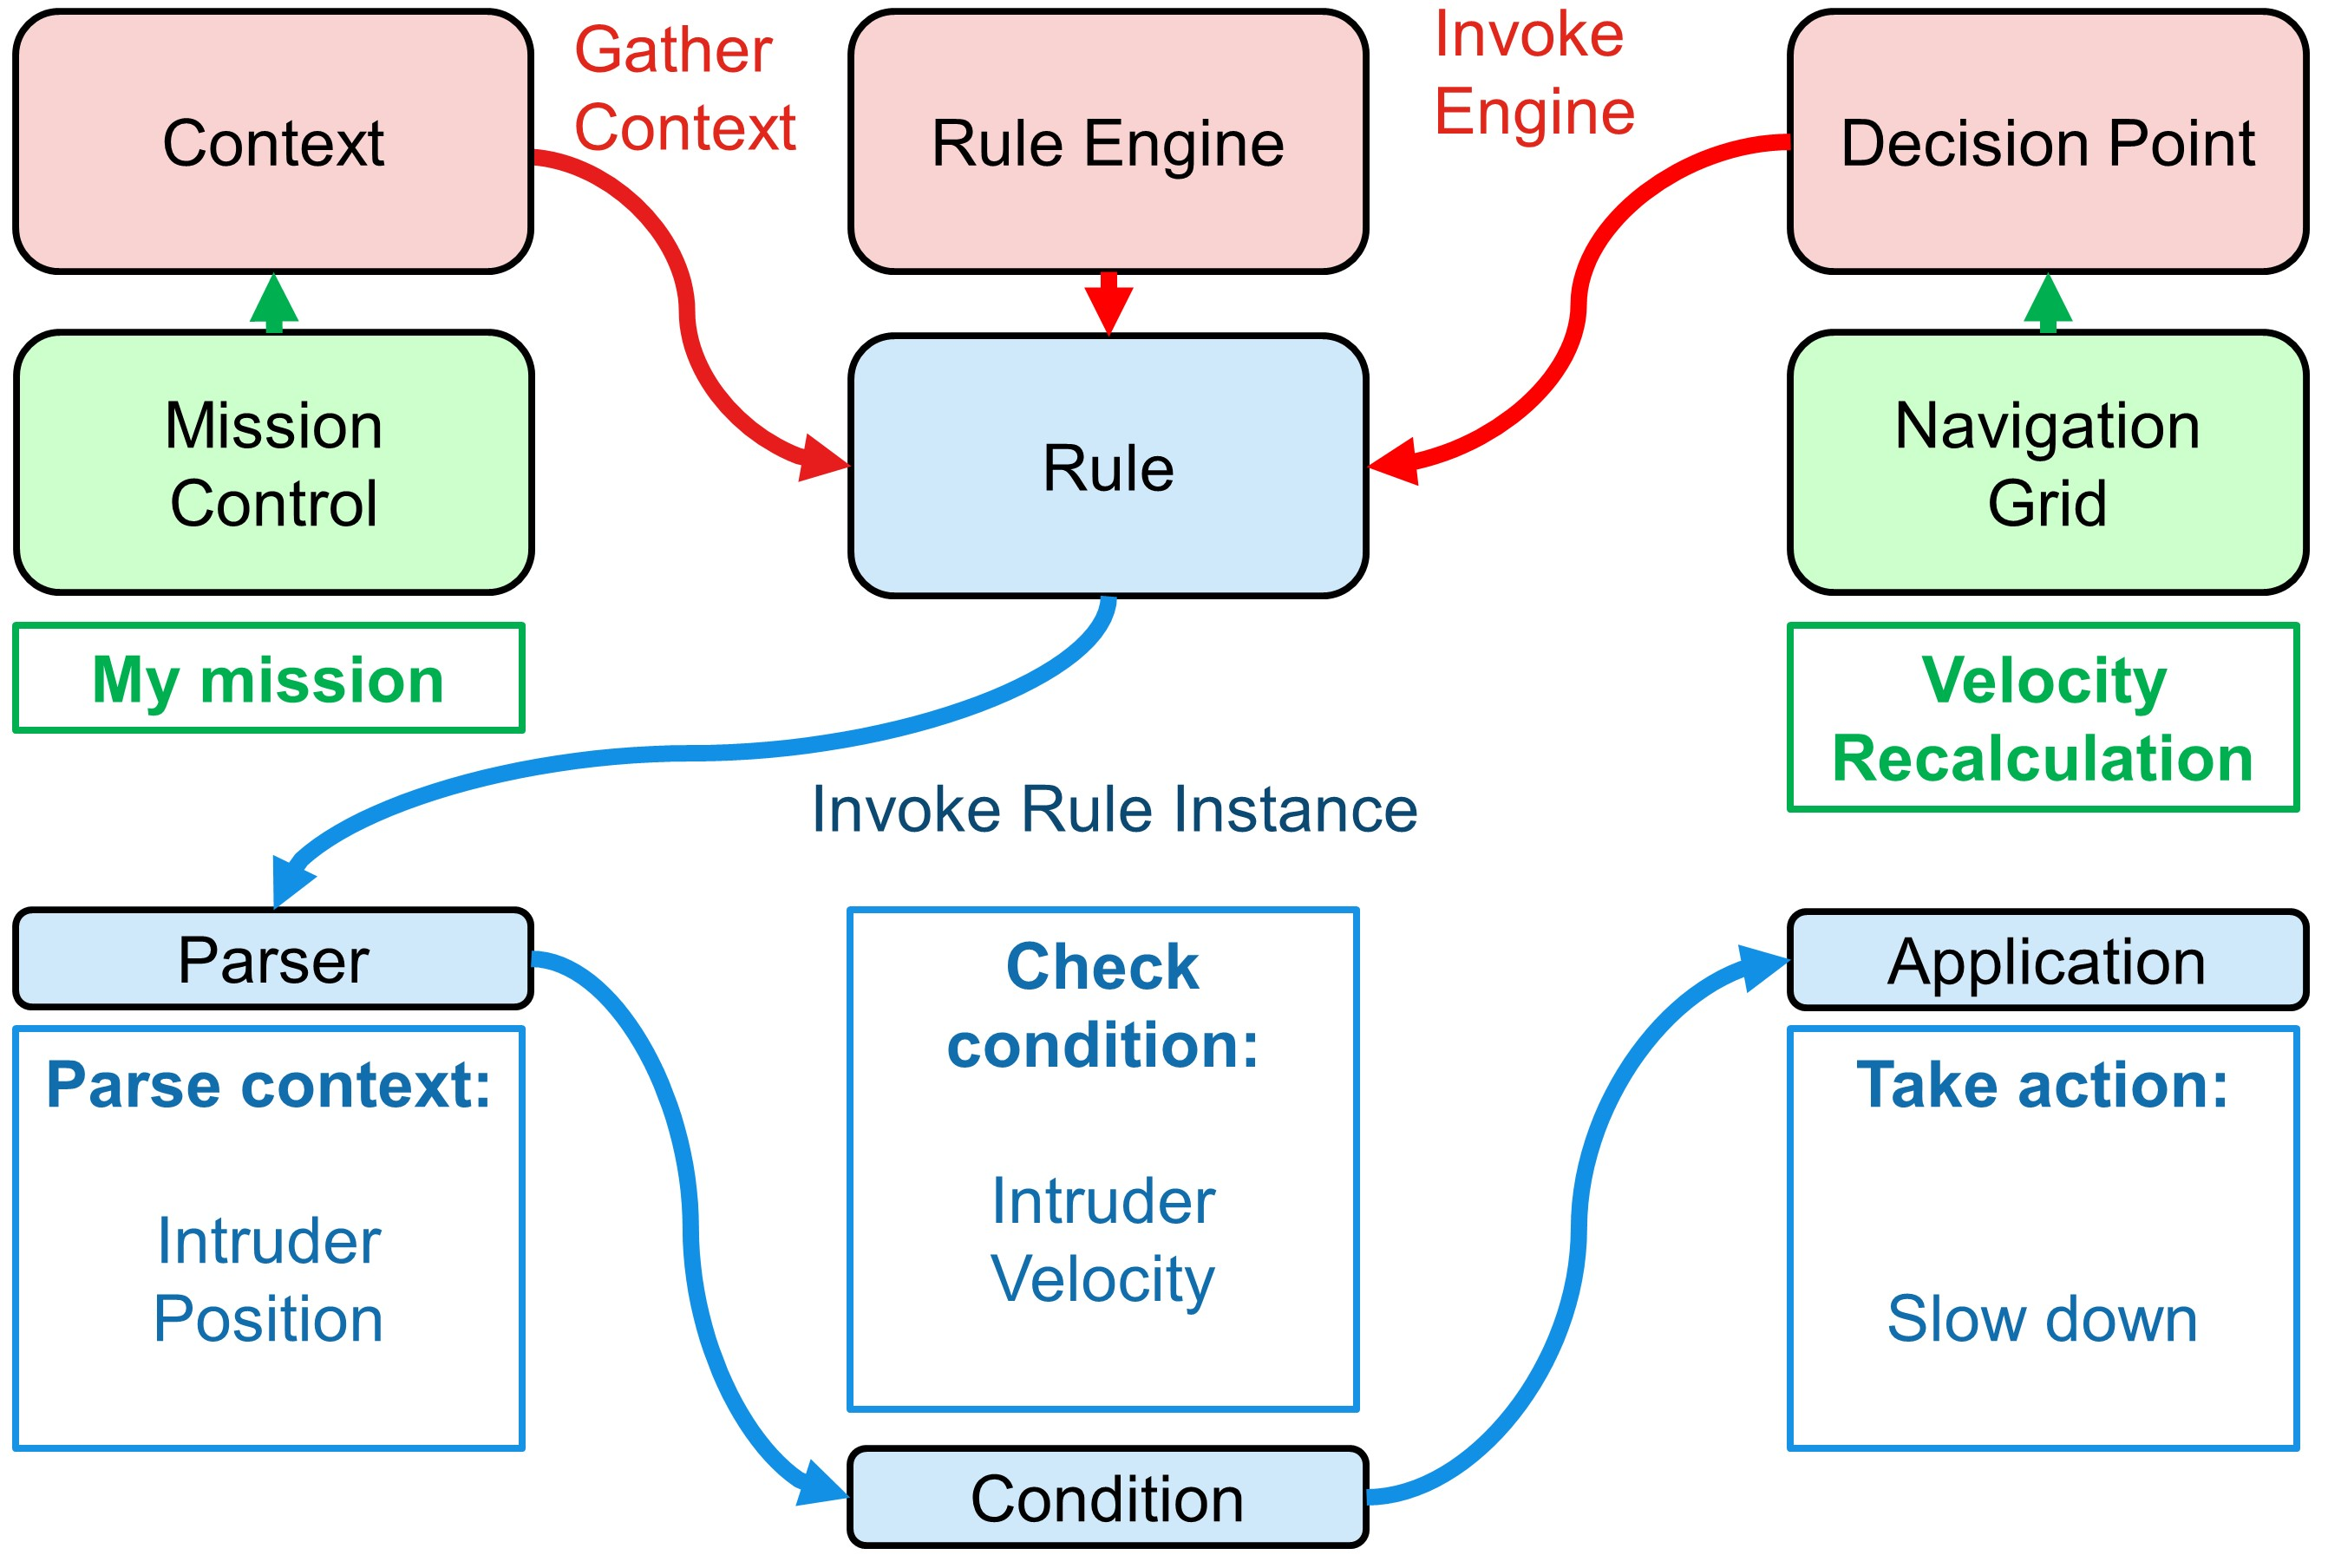 Context
Gather
Context
Rule Engine
Invoke
Engine
Decision Point
Mission
Control
Rule
Navigation
Grid
My mission
Velocity
Recalculation
Invoke Rule Instance
Parser
Parse context:
Intruder
Position
Check
condition:
Intruder
Velocity
Condition
Application
Take action:
Slow down